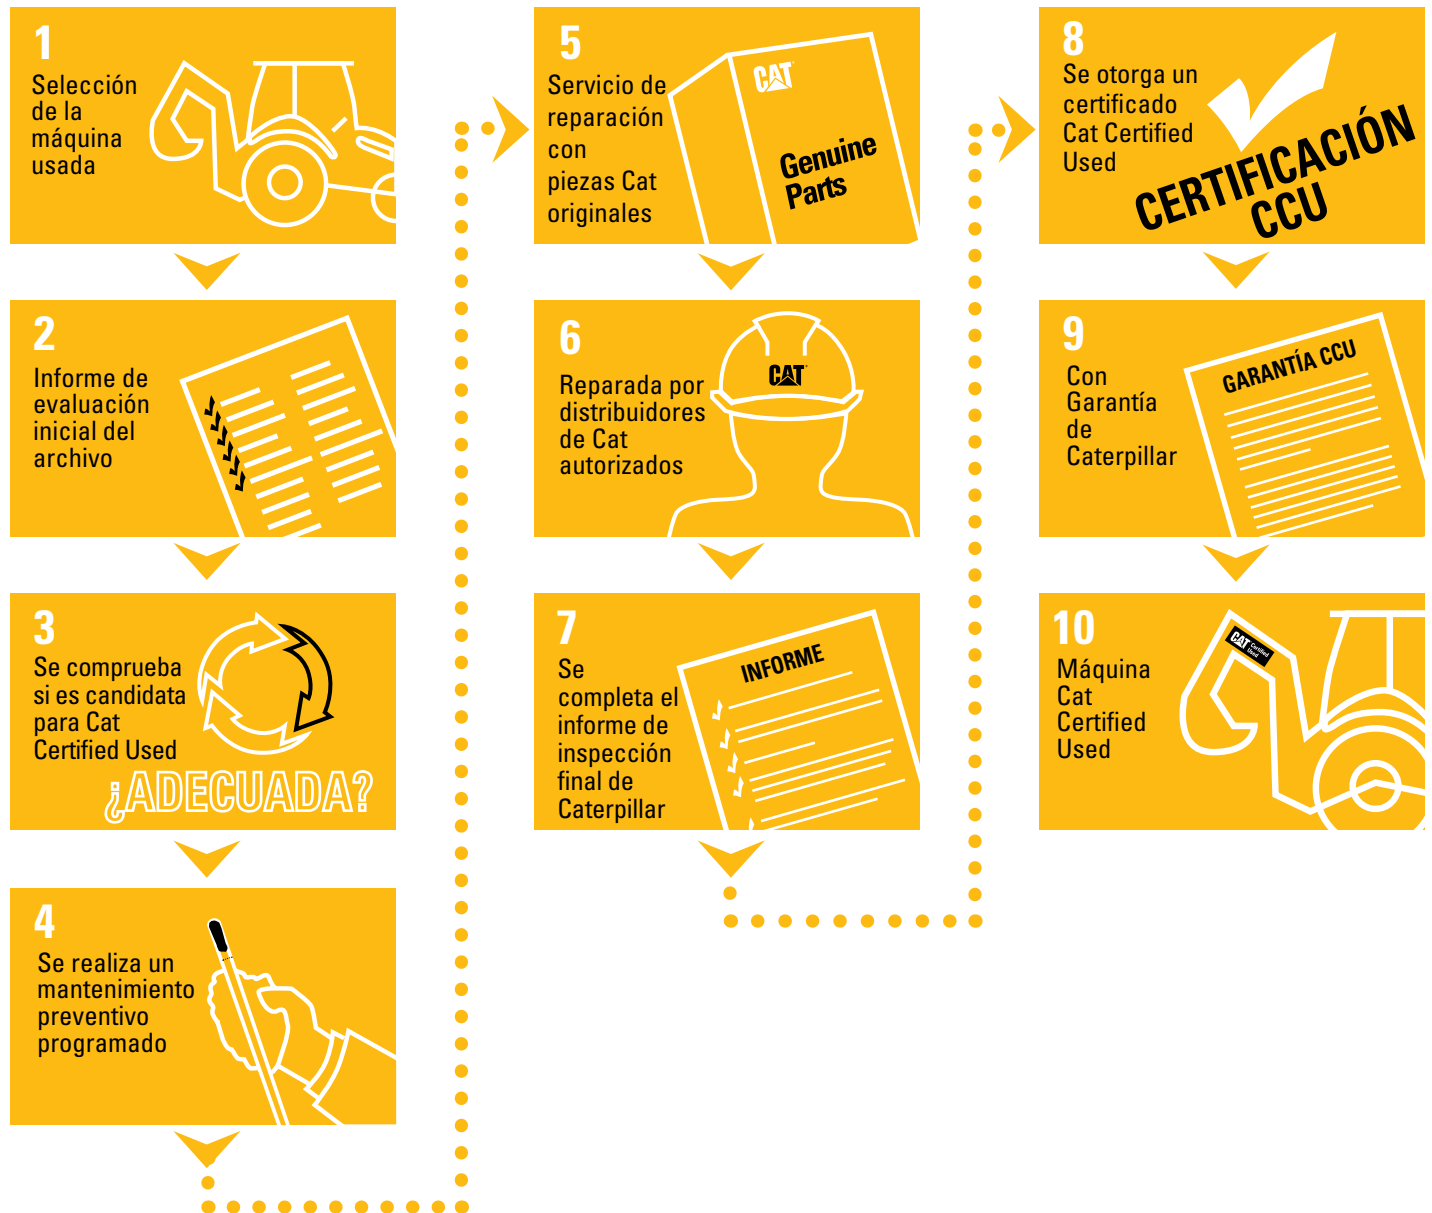 1
Selección
de la
máquina
usada
2
Informe de
evaluación
inicial del
archivo
3
Se comprueba
si es candidata
para Cat
Certified Used
¿ADECUADA?
4
Se realiza un
mantenimiento
preventivo
programado
5
Servicio de
reparación
con
piezas Cat
originales
CAT
Genuine
Parts
6
Reparada por
distribuidores
de Cat
autorizados
CAT
7
Se
completa el
informe de
inspección
final de
Caterpillar
INFORME
8
Se otorga un
certificado
Cat Certified
Used
CERTIFICACIÓN
CCU
9
Con
Garantía
de
Caterpillar
GARANTÍA CCU
10
Máquina
Cat
Certified
Used
CAT Certified
Used